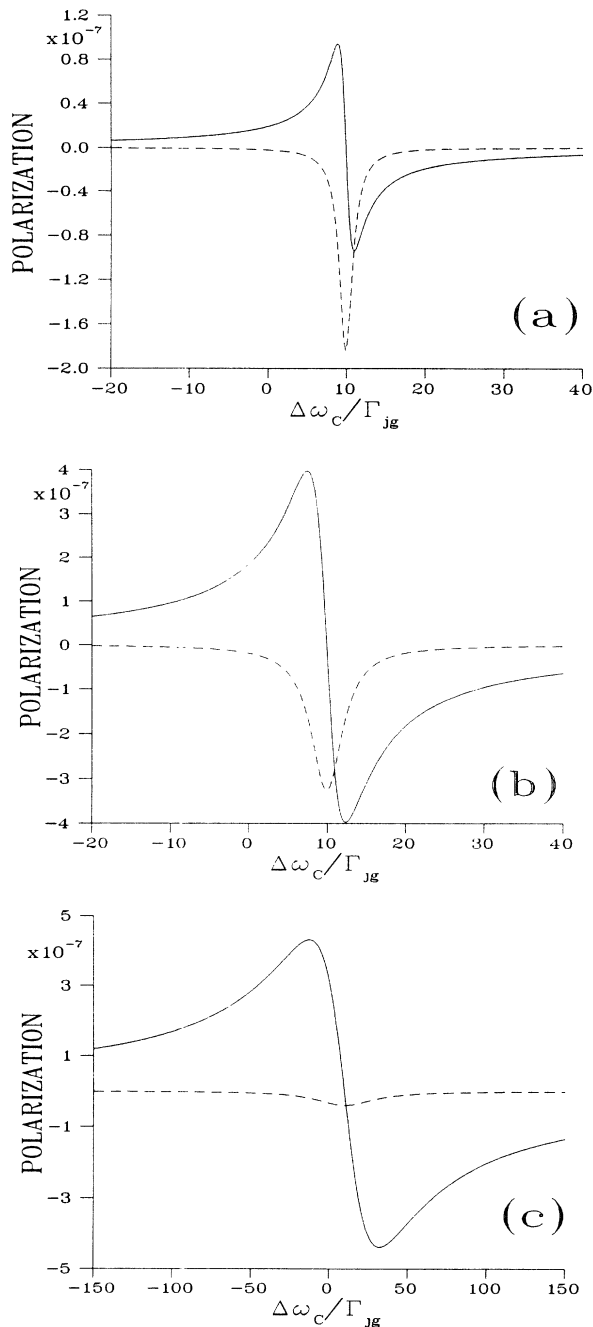 1.2
x10⁻⁷
0.8
0.4
0.0
−0.4
−0.8
−1.2
−1.6
−2.0
POLARIZATION
(a)
−20 −10 0 10 20 30 40
Δω_C/Γ_jg
4
x10⁻⁷
3
2
1
0
−1
−2
−3
−4
POLARIZATION
(b)
−20 −10 0 10 20 30 40
Δω_C/Γ_jg
5
x10⁻⁷
3
1
−1
−3
−5
POLARIZATION
(c)
−150 −100 −50 0 50 100 150
Δω_C/Γ_jg